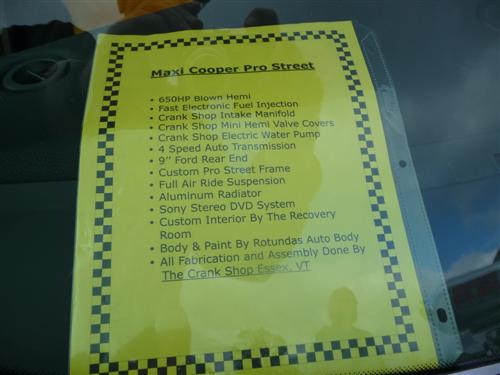 Maxi Cooper Pro Street
• 650HP Blown Hemi
• Fast Electronic Fuel Injection
• Crank Shop Intake Manifold
• Crank Shop Mini Hemi Valve Covers
• Crank Shop Electric Water Pump
• 4 Speed Auto Transmission
• 9" Ford Rear End
• Custom Pro Street Frame
• Full Air Ride Suspension
• Aluminum Radiator
• Sony Stereo DVD System
• Custom Interior By The Recovery
Room
• Body & Paint By Rotundas Auto Body
• All Fabrication and Assembly Done By
The Crank Shop Essex, VT